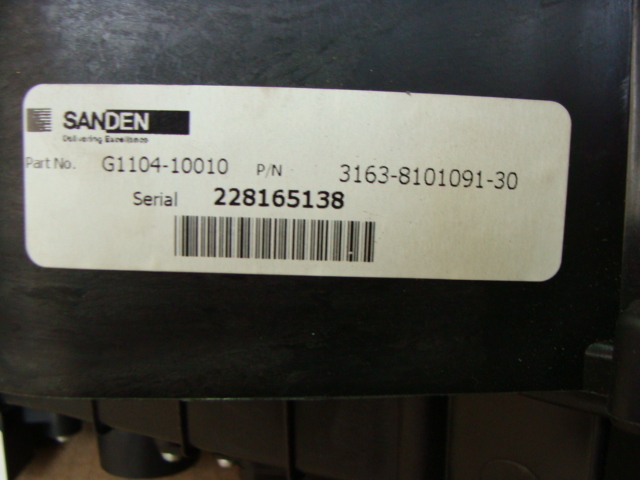 SANDEN
Delivering Excellence
Part No. G1104-10010 P/N 3163-8101091-30
Serial 228165138